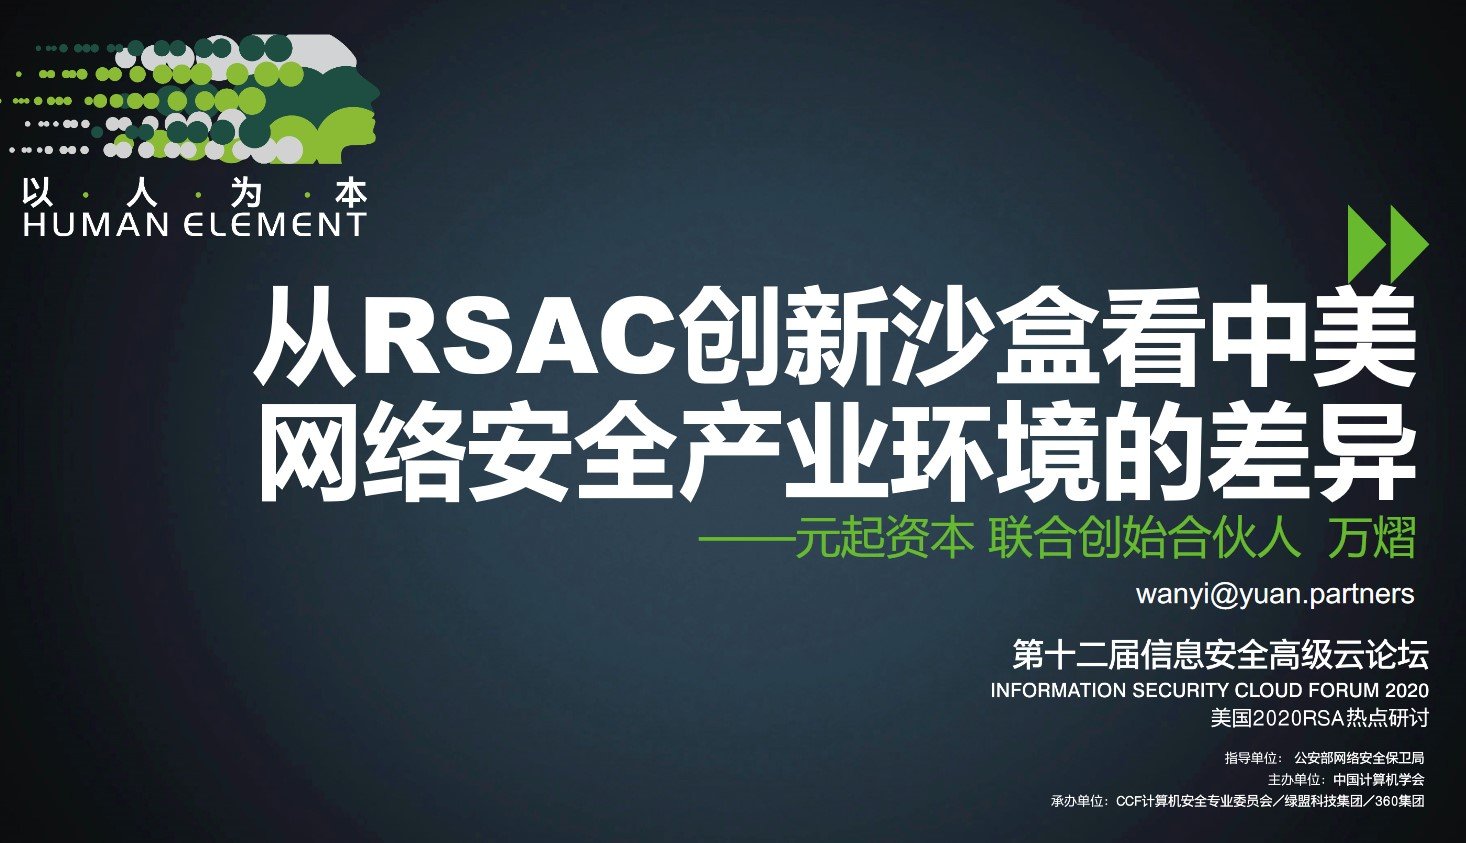 以·人·为·本
HUMAN ELEMENT
从RSAC创新沙盒看中美
网络安全产业环境的差异
——元起资本 联合创始合伙人 万熠
wanyi@yuan.partners
第十二届信息安全高级云论坛
INFORMATION SECURITY CLOUD FORUM 2020
美国2020RSA热点研讨
指导单位： 公安部网络安全保卫局
主办单位：中国计算机学会
承办单位：CCF计算机安全专业委员会／绿盟科技集团／360集团